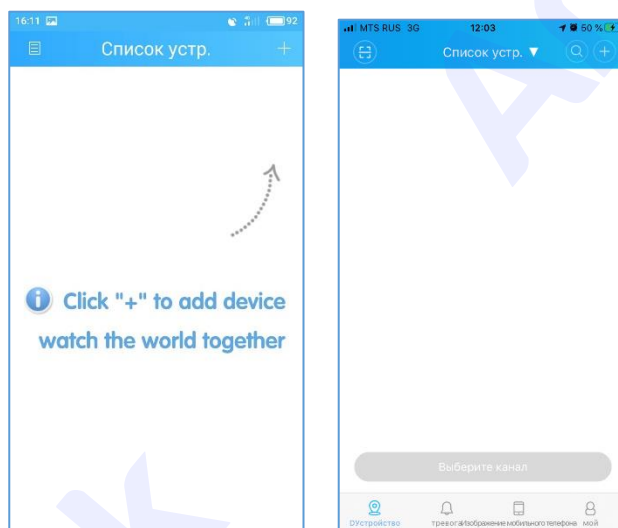 16:11
92
Список устр.
Click "+" to add device
watch the world together
MTS RUS 3G
12:03
50 %
Список устр. ▼
Выберите канал
DУстройство
тревога
Изображение мобильного телефона
мой